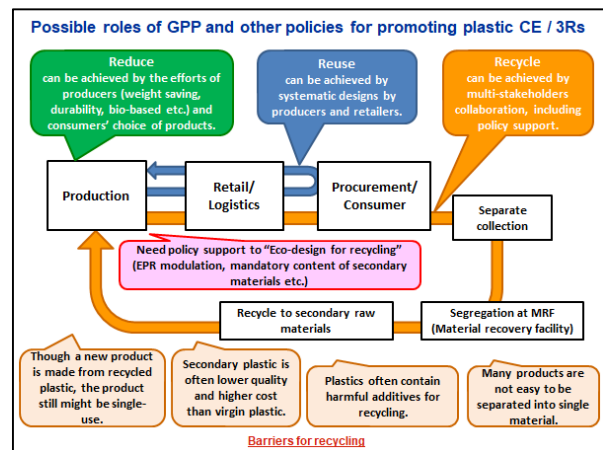 Possible roles of GPP and other policies for promoting plastic CE / 3Rs
Reduce
can be achieved by the efforts of
producers (weight saving,
durability, bio-based etc.) and
consumers' choice of products.
Reuse
can be achieved by
systematic designs by
producers and retailers.
Recycle
can be achieved by
multi-stakeholders
collaboration, including
policy support.
Production
Retail/
Logistics
Procurement/
Consumer
Separate
collection
Need policy support to "Eco-design for recycling"
(EPR modulation, mandatory content of secondary
materials etc.)
Recycle to secondary raw
materials
Segregation at MRF
(Material recovery facility)
Though a new product
is made from recycled
plastic, the product
still might be single-
use.
Secondary plastic is
often lower quality
and higher cost
than virgin plastic.
Plastics often contain
harmful additives for
recycling.
Many products are
not easy to be
separated into single
material.
Barriers for recycling